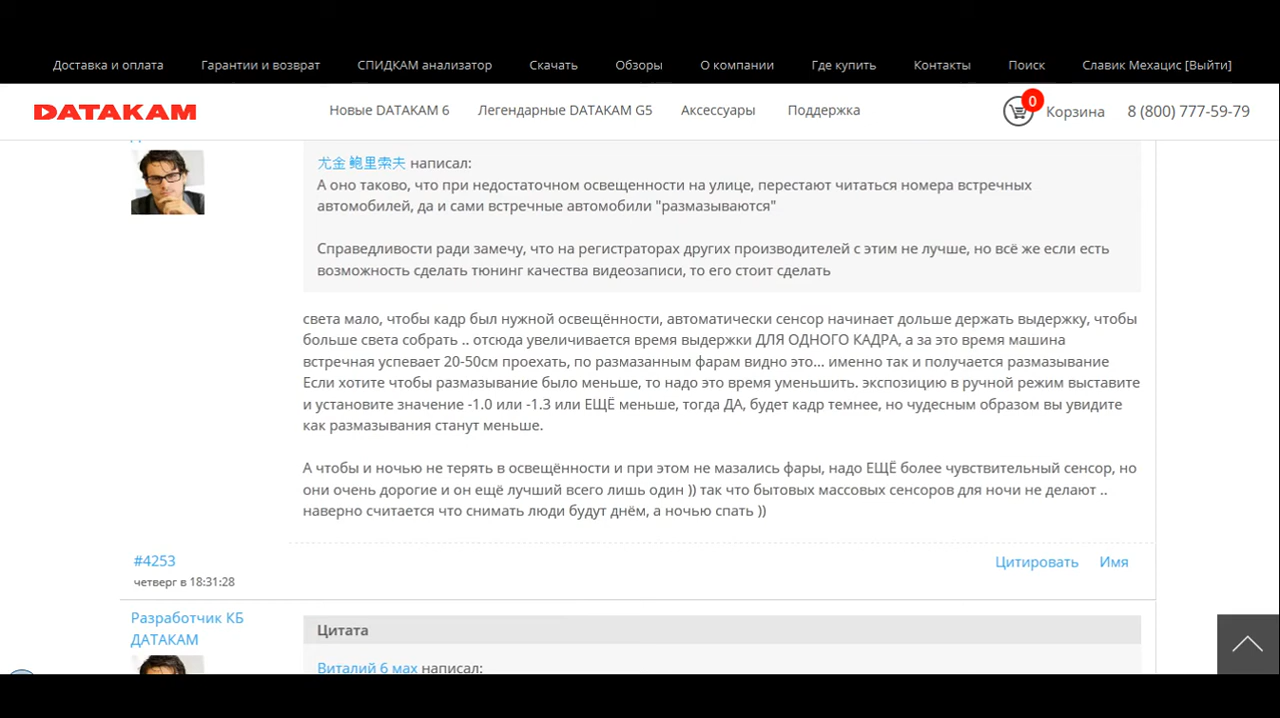 Доставка и оплата Гарантии и возврат СПИДКАМ анализатор Скачать Обзоры О компании Где купить Контакты Поиск Славик Мехацис [Выйти]
DATAKAM Новые DATAKAM 6 Легендарные DATAKAM G5 Аксессуары Поддержка 0 Корзина 8 (800) 777-59-79
尤金 鲍里索夫 написал:
А оно таково, что при недостаточном освещенности на улице, перестают читаться номера встречных
автомобилей, да и сами встречные автомобили "размазываются"
Справедливости ради замечу, что на регистраторах других производителей с этим не лучше, но всё же если есть
возможность сделать тюнинг качества видеозаписи, то его стоит сделать
света мало, чтобы кадр был нужной освещённости, автоматически сенсор начинает дольше держать выдержку, чтобы
больше света собрать .. отсюда увеличивается время выдержки ДЛЯ ОДНОГО КАДРА, а за это время машина
встречная успевает 20-50см проехать, по размазанным фарам видно это... именно так и получается размазывание
Если хотите чтобы размазывание было меньше, то надо это время уменьшить. экспозицию в ручной режим выставите
и установите значение -1.0 или -1.3 или ЕЩЁ меньше, тогда ДА, будет кадр темнее, но чудесным образом вы увидите
как размазывания станут меньше.
А чтобы и ночью не терять в освещённости и при этом не мазались фары, надо ЕЩЁ более чувствительный сенсор, но
они очень дорогие и он ещё лучший всего лишь один )) так что бытовых массовых сенсоров для ночи не делают ..
наверно считается что снимать люди будут днём, а ночью спать ))
#4253 Цитировать Имя
четверг в 18:31:28
Разработчик КБ
ДАТАКАМ
Цитата
Виталий 6 мах написал: